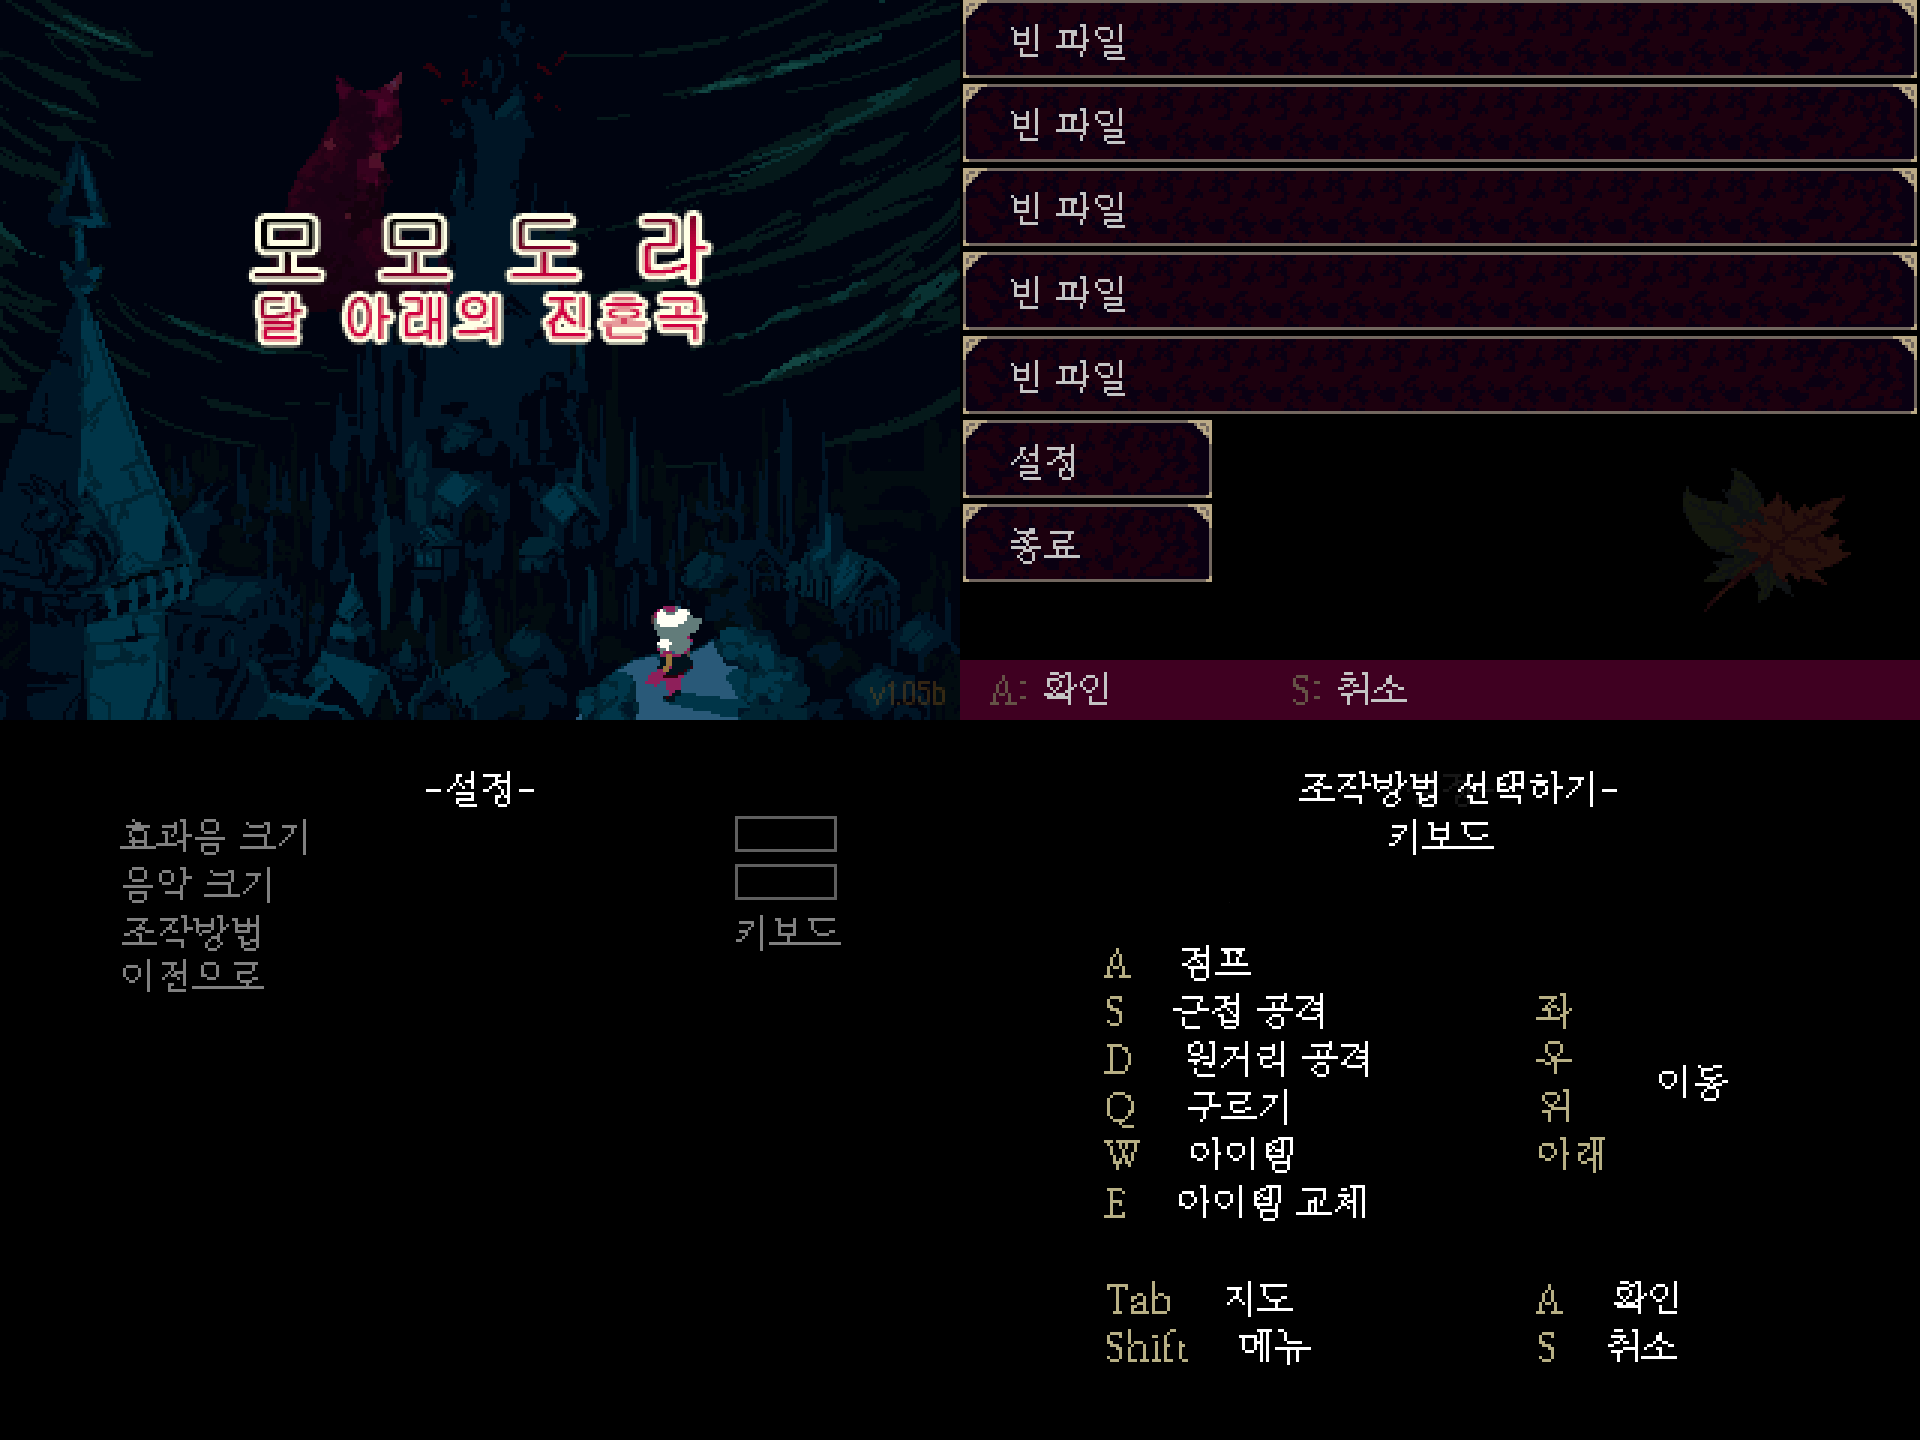 모모도라
달 아래의 진혼곡
v1.05b
빈 파일
빈 파일
빈 파일
빈 파일
빈 파일
설정
종료
A: 확인 S: 취소
-설정-
효과음 크기
음악 크기
조작방법 키보드
이전으로
조작방법 선택하기-
키보드
A 점프
S 근접 공격 좌
D 원거리 공격 우
이동
Q 구르기 위
W 아이템 아래
E 아이템 교체
Tab 지도 A 확인
Shift 메뉴 S 취소